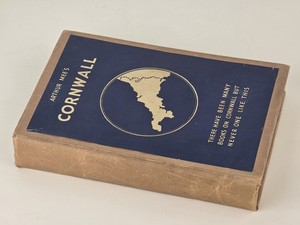 ARTHUR MEE'S
CORNWALL
THERE HAVE BEEN MANY
BOOKS ON CORNWALL BUT
NEVER ONE LIKE THIS